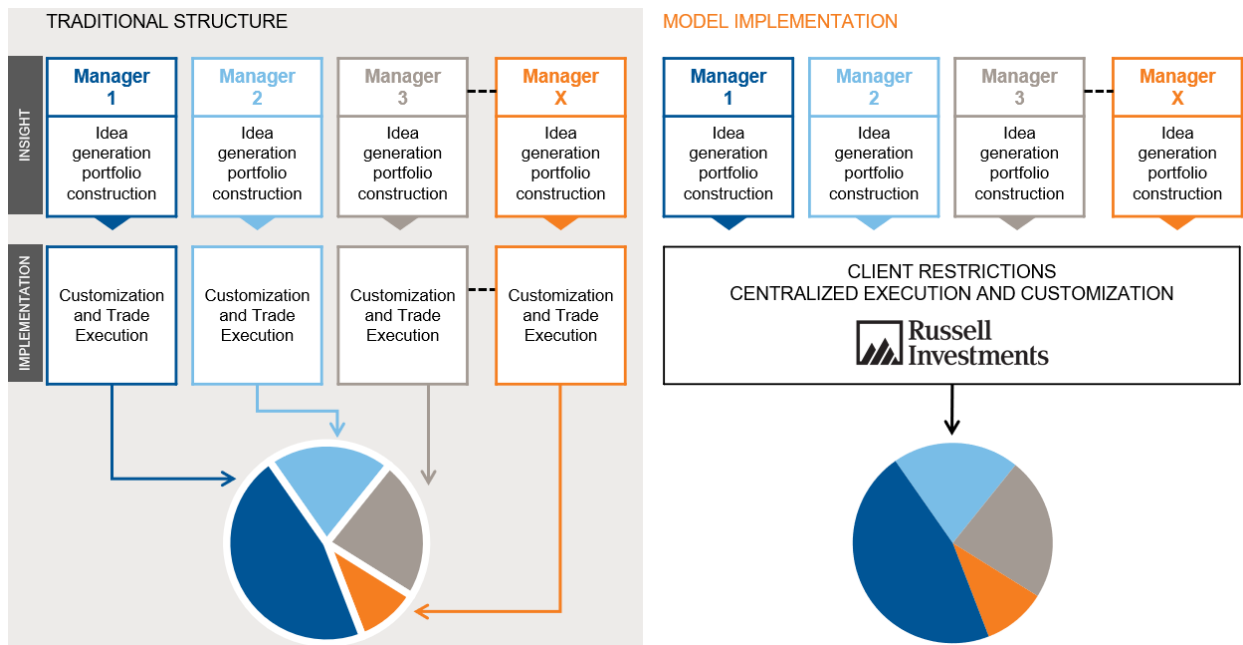 TRADITIONAL STRUCTURE
INSIGHT
Manager
1
Idea
generation
portfolio
construction
Manager
2
Idea
generation
portfolio
construction
Manager
3
Idea
generation
portfolio
construction
Manager
X
Idea
generation
portfolio
construction
IMPLEMENTATION
Customization
and Trade
Execution
Customization
and Trade
Execution
Customization
and Trade
Execution
Customization
and Trade
Execution
MODEL IMPLEMENTATION
Manager
1
Idea
generation
portfolio
construction
Manager
2
Idea
generation
portfolio
construction
Manager
3
Idea
generation
portfolio
construction
Manager
X
Idea
generation
portfolio
construction
CLIENT RESTRICTIONS
CENTRALIZED EXECUTION AND CUSTOMIZATION
Russell
Investments